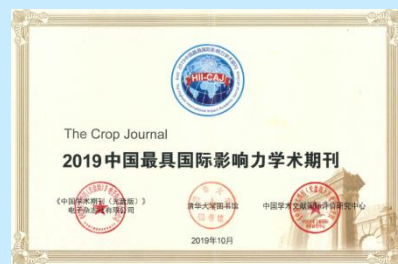 HII-CAJ
The Crop Journal
2019中国最具国际影响力学术期刊
《中国学术期刊(光盘版)》
电子杂志社有限公司
清华大学图书馆
中国学术文献国际评价研究中心
2019年10月